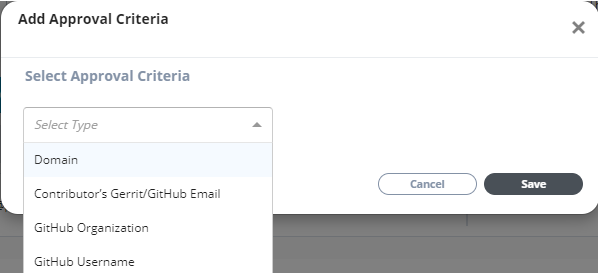 Add Approval Criteria
Select Approval Criteria
Select Type
Domain
Contributor’s Gerrit/GitHub Email
GitHub Organization
GitHub Username
Cancel
Save